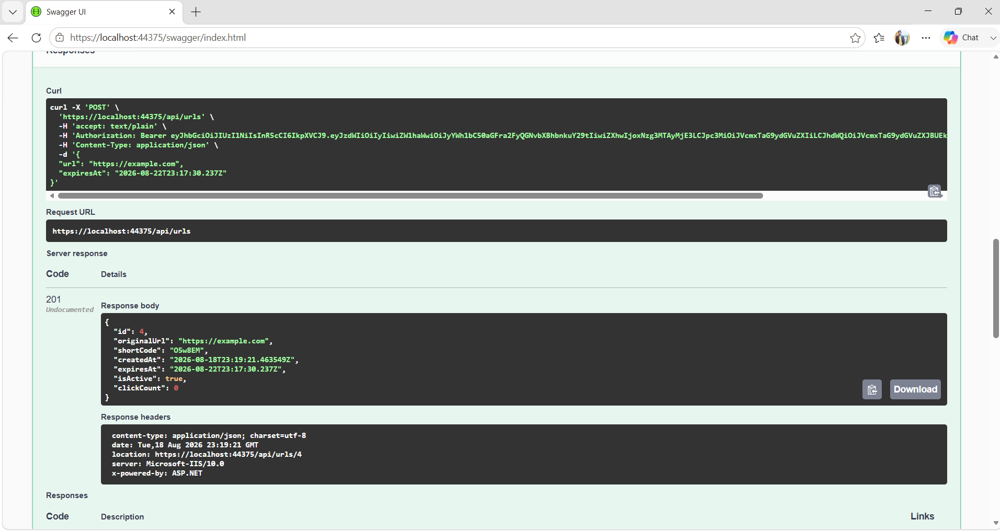 Swagger UI
https://localhost:44375/swagger/index.html
Chat
Responses
Curl
curl -X 'POST' \
'https://localhost:44375/api/urls' \
-H 'accept: text/plain' \
-H 'Authorization: Bearer eyJhbGciOiJIUzI1NiIsInR5cCI6IkpXVCJ9.eyJzdWIiOiIyIiwiZW1haWwiOiJyYWh1bC50aGFra2FyQGNvbXBhbnkuY29tIiwiZXhwIjoxNzg3MTAyMjE3LCJpc3MiOiJVcmxTaG9ydGVuZXIiLCJhdWQiOiJVcmxTaG9ydGVuZXJBUEk
-H 'Content-Type: application/json' \
-d '{
"url": "https://example.com",
"expiresAt": "2026-08-22T23:17:30.237Z"
}'
Request URL
https://localhost:44375/api/urls
Server response
Code Details
201
Undocumented
Response body
{
"id": 4,
"originalUrl": "https://example.com",
"shortCode": "O5w8EM",
"createdAt": "2026-08-18T23:19:21.463549Z",
"expiresAt": "2026-08-22T23:17:30.237Z",
"isActive": true,
"clickCount": 0
}
Download
Response headers
content-type: application/json; charset=utf-8
date: Tue,18 Aug 2026 23:19:21 GMT
location: https://localhost:44375/api/urls/4
server: Microsoft-IIS/10.0
x-powered-by: ASP.NET
Responses
Code Description Links